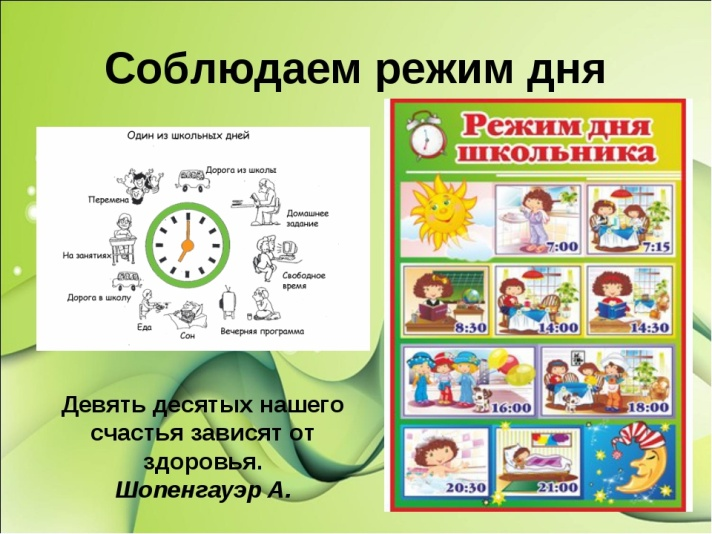 Соблюдаем режим дня
Один из школьных дней
Дорога из школы
Перемена
Домашнее
задание
На занятиях
Свободное
время
Дорога в школу
Еда
Сон
Вечерняя программа
Девять десятых нашего
счастья зависят от
здоровья.
Шопенгауэр А.
Режим дня
школьника
7:00
7:15
8:30
14:00
14:30
16:00
18:00
20:30
21:00